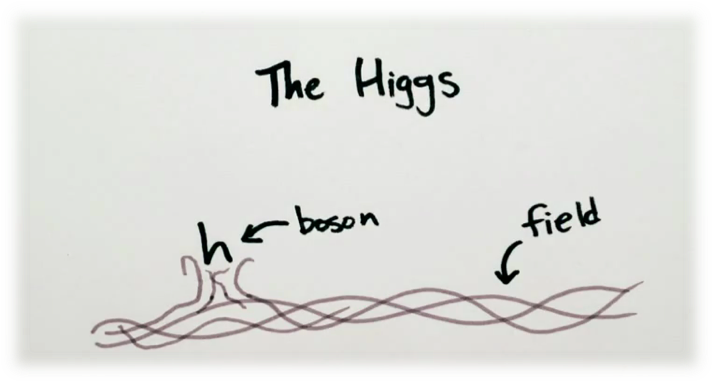 The Higgs
h
boson
field